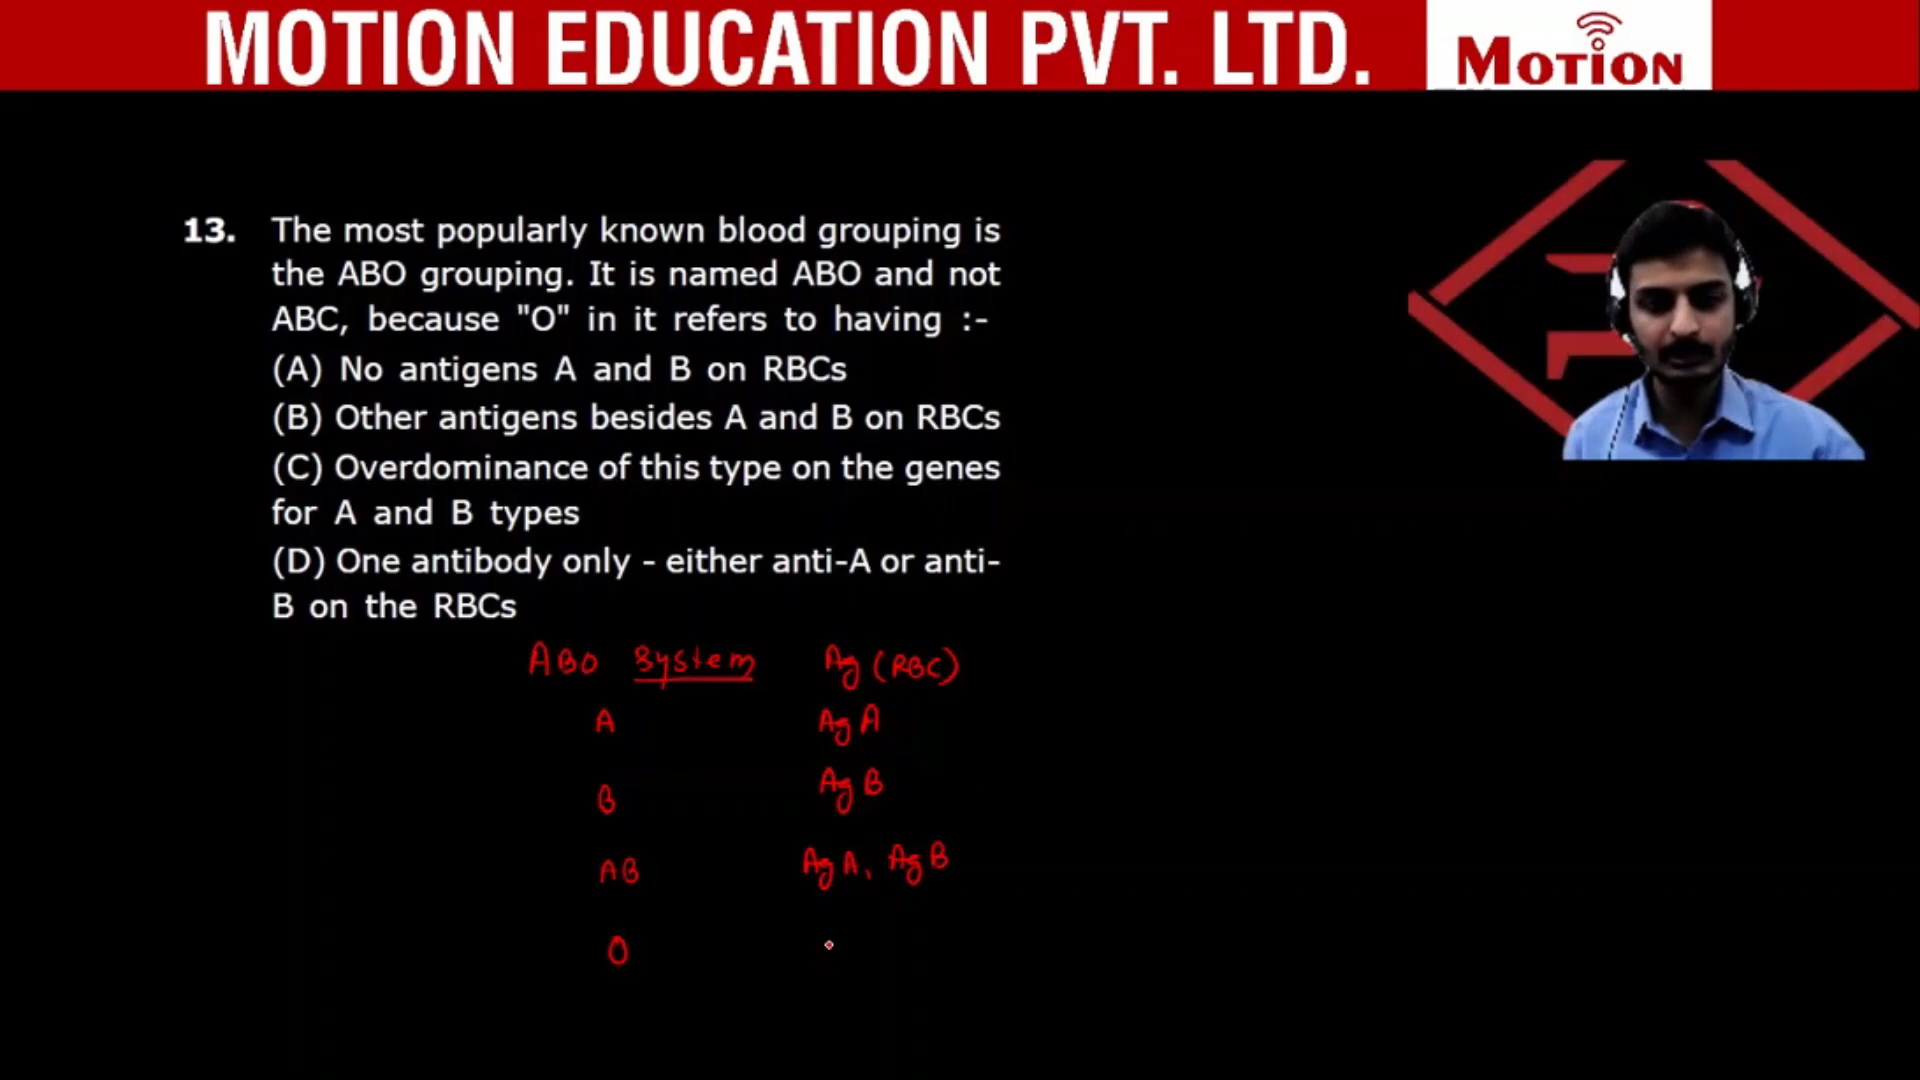 MOTION EDUCATION PVT. LTD.
MOTION
13. The most popularly known blood grouping is
the ABO grouping. It is named ABO and not
ABC, because "O" in it refers to having :-
(A) No antigens A and B on RBCs
(B) Other antigens besides A and B on RBCs
(C) Overdominance of this type on the genes
for A and B types
(D) One antibody only - either anti-A or anti-
B on the RBCs
ABO System Ag (RBC)
A Ag A
B Ag B
AB Ag A, Ag B
O